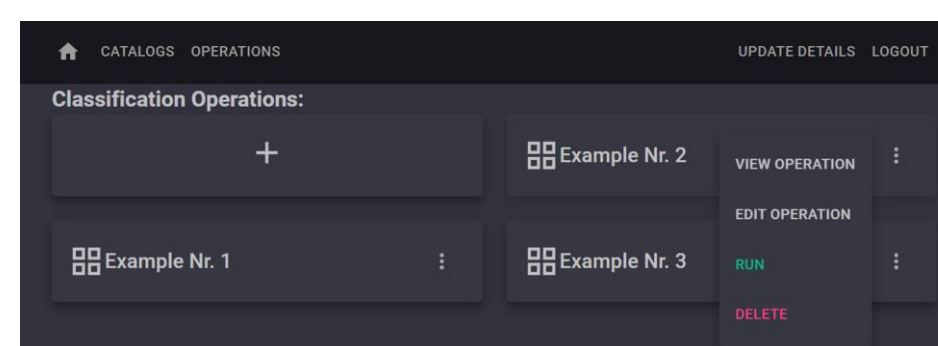 CATALOGS OPERATIONS UPDATE DETAILS LOGOUT
Classification Operations:
Example Nr. 2
Example Nr. 1
Example Nr. 3
VIEW OPERATION
EDIT OPERATION
RUN
DELETE